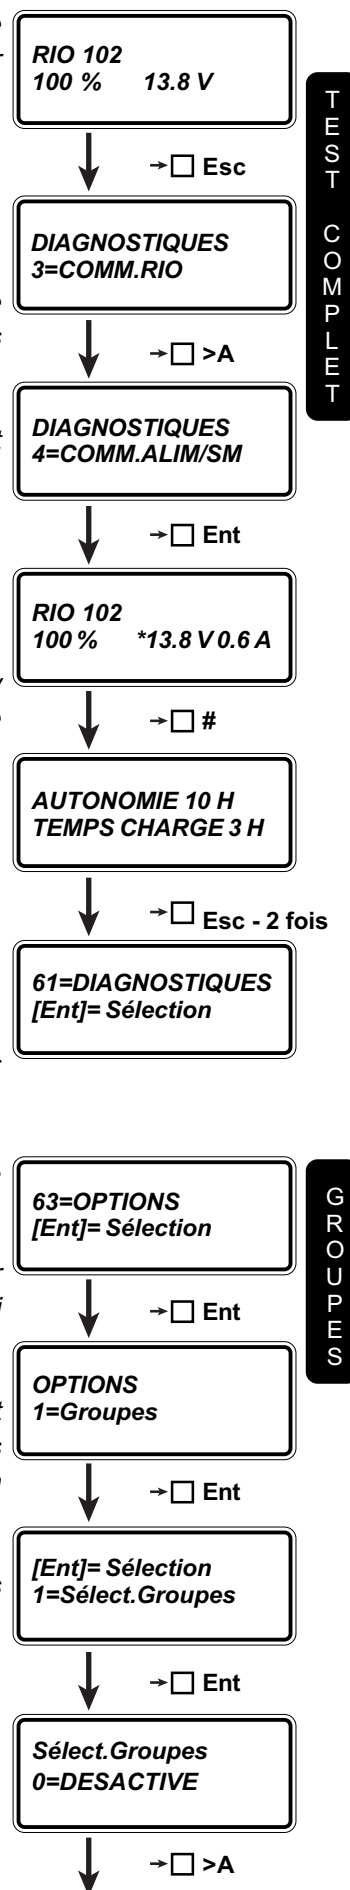 RIO 102
100 % 13.8 V
Esc
DIAGNOSTIQUES
3=COMM.RIO
>A
DIAGNOSTIQUES
4=COMM.ALIM/SM
Ent
RIO 102
100 % *13.8 V 0.6 A
#
AUTONOMIE 10 H
TEMPS CHARGE 3 H
Esc - 2 fois
61=DIAGNOSTIQUES
[Ent]= Sélection
TEST COMPLET
63=OPTIONS
[Ent]= Sélection
Ent
OPTIONS
1=Groupes
Ent
[Ent]= Sélection
1=Sélect.Groupes
Ent
Sélect.Groupes
0=DESACTIVE
>A
GROUPES